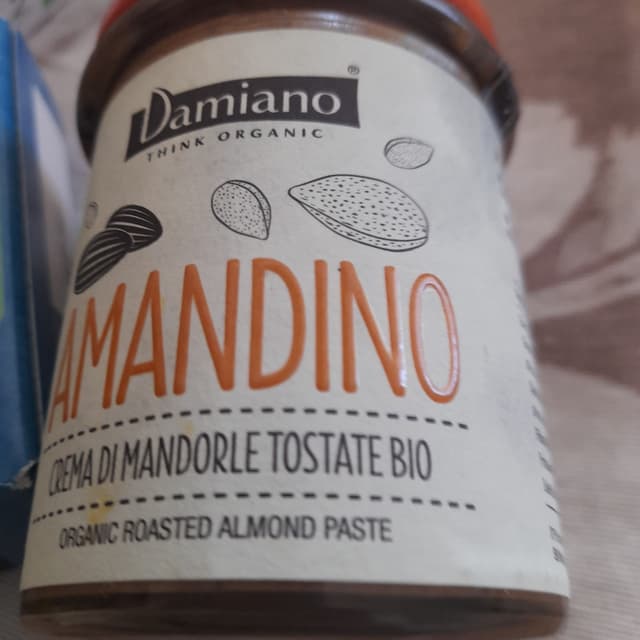 Damiano®
THINK ORGANIC
AMANDINO
CREMA DI MANDORLE TOSTATE BIO
ORGANIC ROASTED ALMOND PASTE